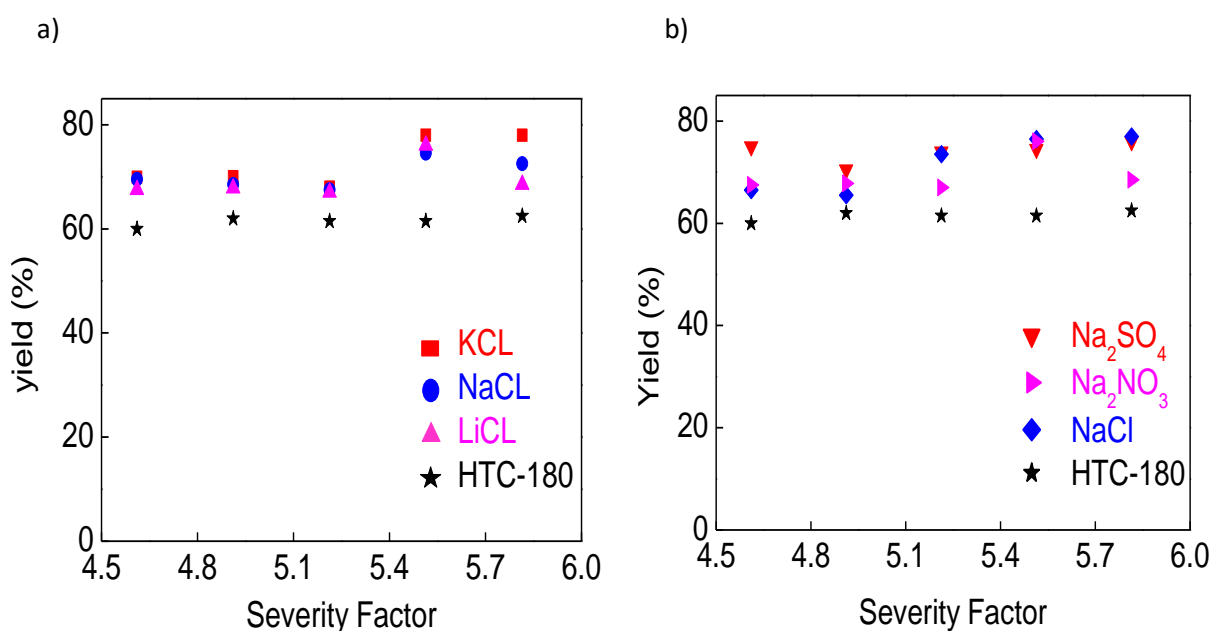 a)
80
60
40
20
0
yield (%)
KCL
NaCL
LiCL
HTC-180
4.5 4.8 5.1 5.4 5.7 6.0
Severity Factor
b)
80
60
40
20
0
Yield (%)
Na₂SO₄
Na₂NO₃
NaCl
HTC-180
4.5 4.8 5.1 5.4 5.7 6.0
Severity Factor